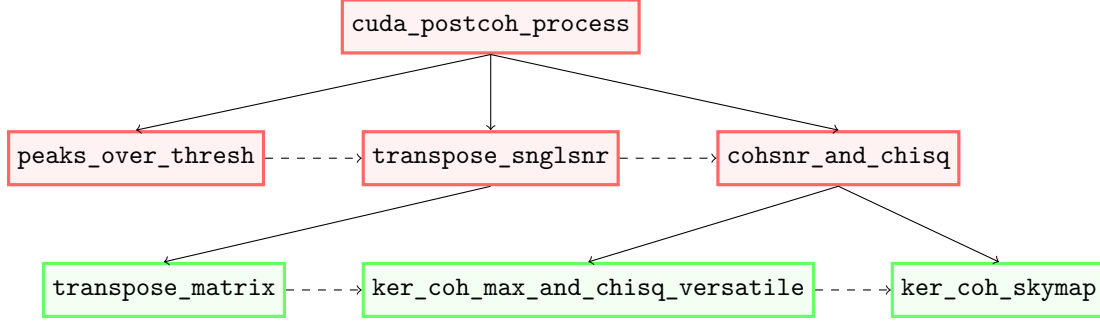 cuda_postcoh_process
peaks_over_thresh
transpose_snglsnr
cohsnr_and_chisq
transpose_matrix
ker_coh_max_and_chisq_versatile
ker_coh_skymap